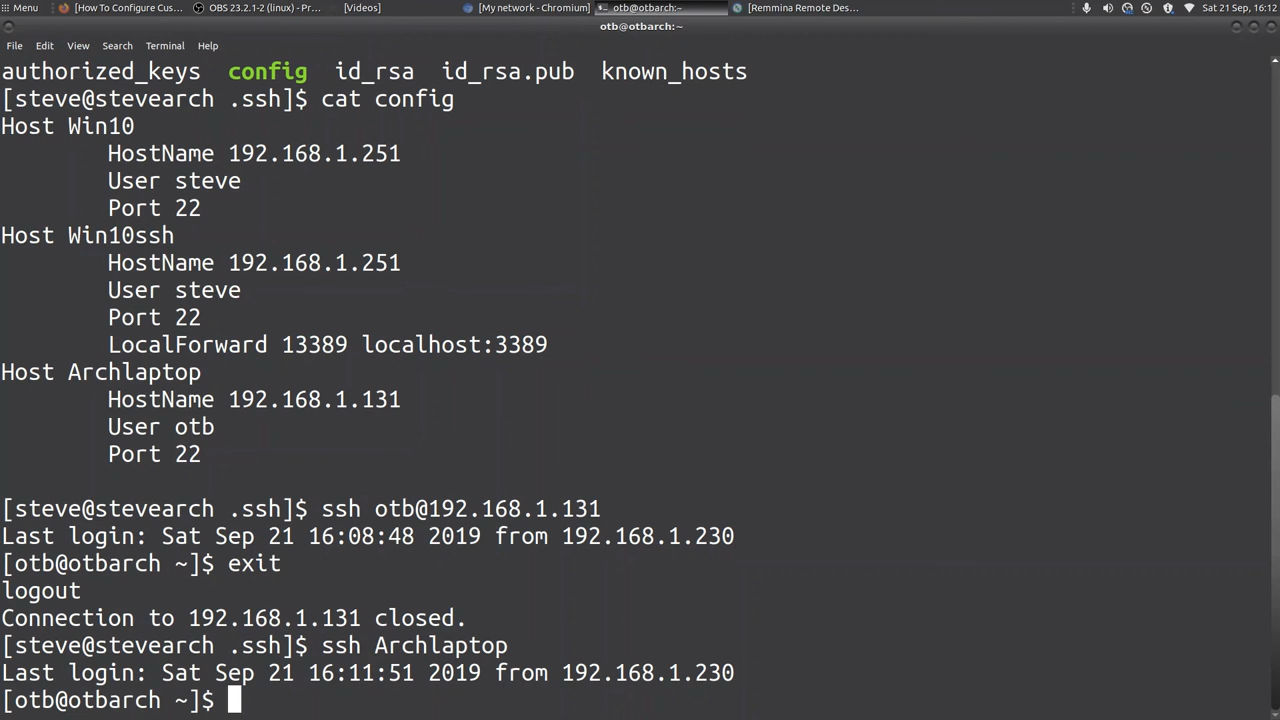 Menu [How To Configure Cus... OBS 23.2.1-2 (linux) - Pr... [Videos] [My network - Chromium] otb@otbarch:~ [Remmina Remote Des... Sat 21 Sep, 16:12
otb@otbarch:~
File Edit View Search Terminal Help
authorized_keys config id_rsa id_rsa.pub known_hosts
[steve@stevearch .ssh]$ cat config
Host Win10
        HostName 192.168.1.251
        User steve
        Port 22
Host Win10ssh
        HostName 192.168.1.251
        User steve
        Port 22
        LocalForward 13389 localhost:3389
Host Archlaptop
        HostName 192.168.1.131
        User otb
        Port 22
[steve@stevearch .ssh]$ ssh otb@192.168.1.131
Last login: Sat Sep 21 16:08:48 2019 from 192.168.1.230
[otb@otbarch ~]$ exit
logout
Connection to 192.168.1.131 closed.
[steve@stevearch .ssh]$ ssh Archlaptop
Last login: Sat Sep 21 16:11:51 2019 from 192.168.1.230
[otb@otbarch ~]$